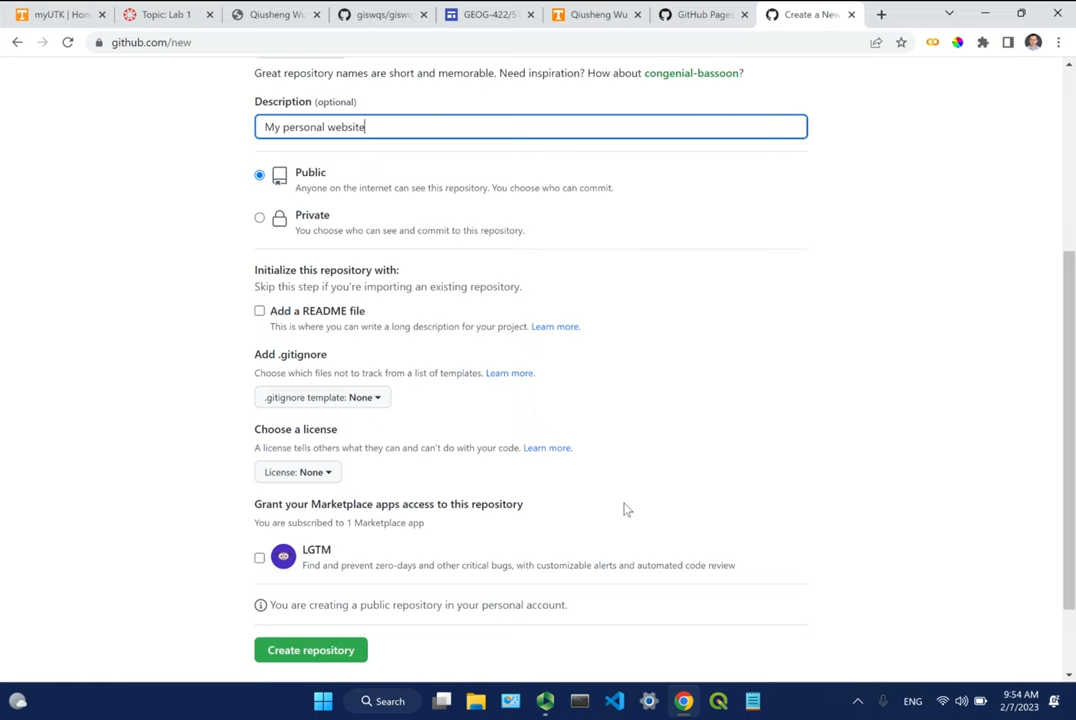 myUTK | Hom
Topic: Lab 1
Qiusheng Wu
giswqs/giswq
GEOG-422/51
Qiusheng Wu
GitHub Pages
Create a New
github.com/new
Great repository names are short and memorable. Need inspiration? How about congenial-bassoon?
Description (optional)
My personal website
Public
Anyone on the internet can see this repository. You choose who can commit.
Private
You choose who can see and commit to this repository.
Initialize this repository with:
Skip this step if you're importing an existing repository.
Add a README file
This is where you can write a long description for your project. Learn more.
Add .gitignore
Choose which files not to track from a list of templates. Learn more.
.gitignore template: None
Choose a license
A license tells others what they can and can't do with your code. Learn more.
License: None
Grant your Marketplace apps access to this repository
You are subscribed to 1 Marketplace app
LGTM
Find and prevent zero-days and other critical bugs, with customizable alerts and automated code review
You are creating a public repository in your personal account.
Create repository
Search
ENG
9:54 AM
2/7/2023